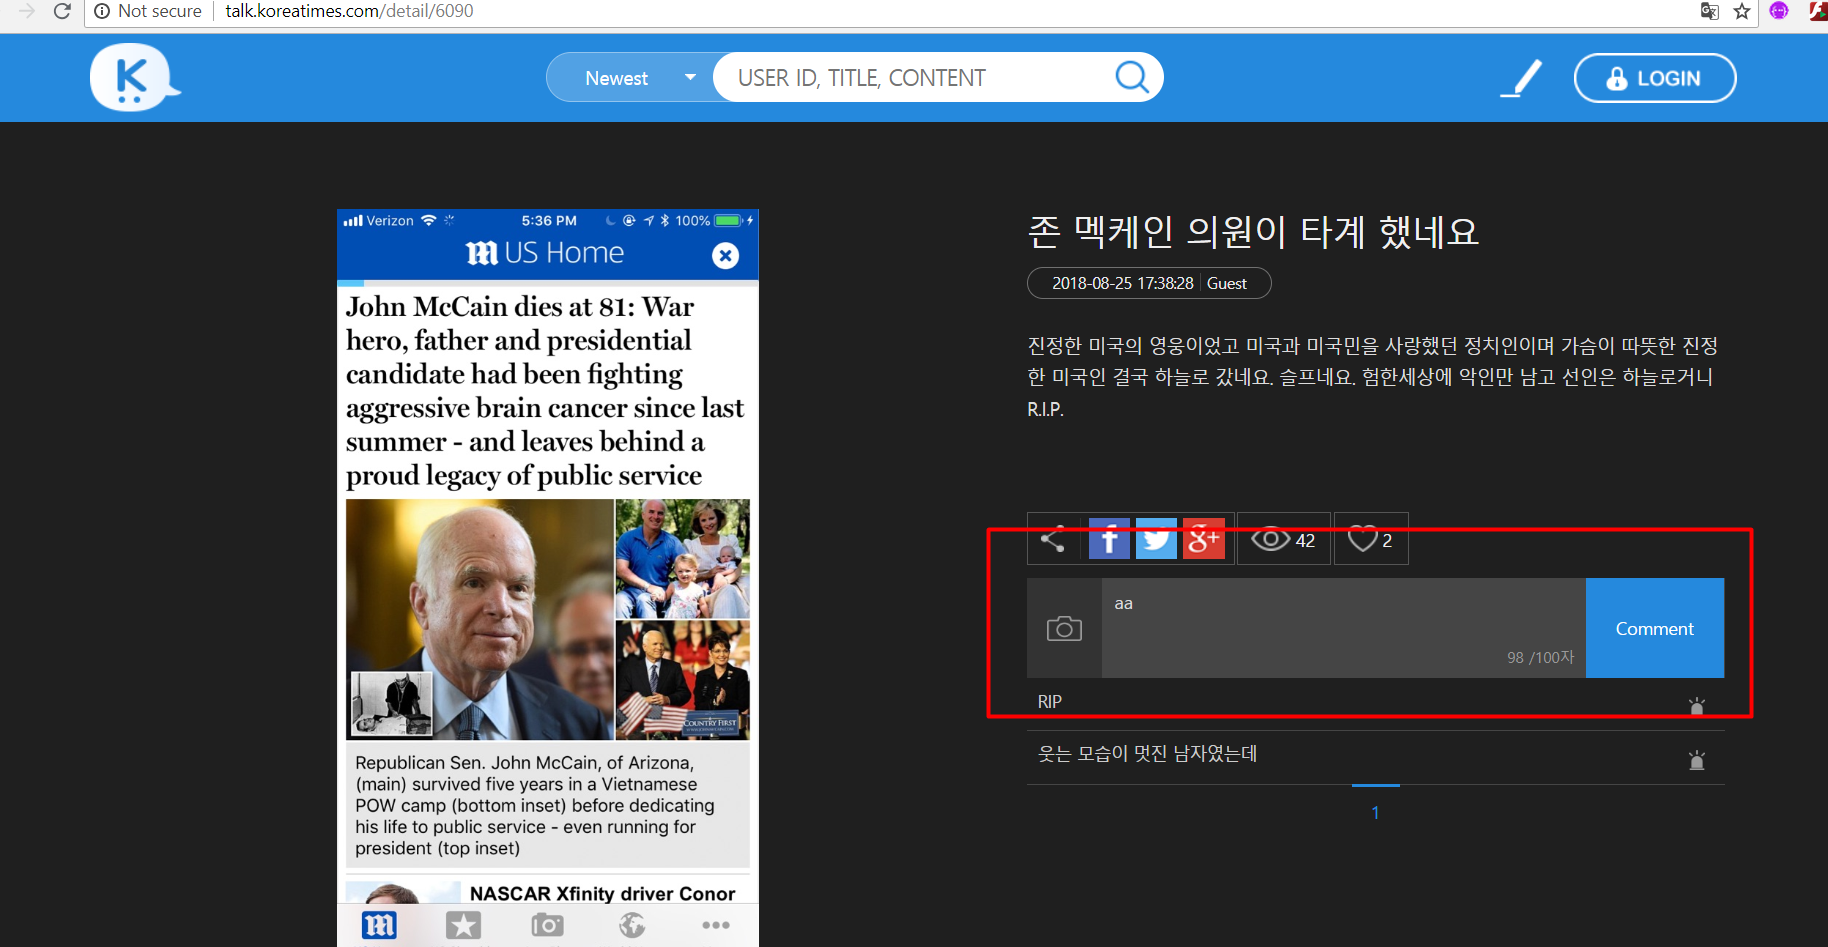 Not secure
talk.koreatimes.com/detail/6090
K
Newest
USER ID, TITLE, CONTENT
LOGIN
Verizon
5:36 PM
100%
US Home
John McCain dies at 81: War
hero, father and presidential
candidate had been fighting
aggressive brain cancer since last
summer - and leaves behind a
proud legacy of public service
COUNTRY FIRST
Republican Sen. John McCain, of Arizona,
(main) survived five years in a Vietnamese
POW camp (bottom inset) before dedicating
his life to public service - even running for
president (top inset)
NASCAR Xfinity driver Conor
존 멕케인 의원이 타계 했네요
2018-08-25 17:38:28 Guest
진정한 미국의 영웅이었고 미국과 미국민을 사랑했던 정치인이며 가슴이 따뜻한 진정
한 미국인 결국 하늘로 갔네요. 슬프네요. 험한세상에 악인만 남고 선인은 하늘로거니
R.I.P.
f
g+
42
2
aa
98 /100자
Comment
RIP
웃는 모습이 멋진 남자였는데
1